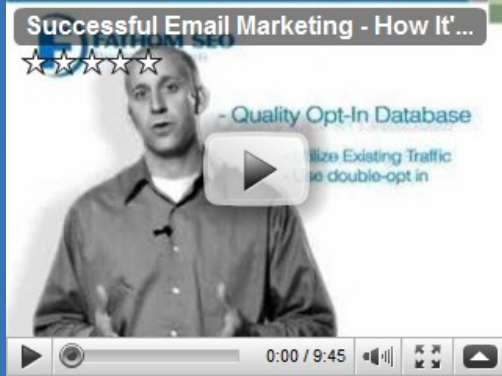 Successful Email Marketing - How It'...
FATHOM SEO
- Quality Opt-In Database
Utilize Existing Traffic
- Use double-opt in
0:00 / 9:45